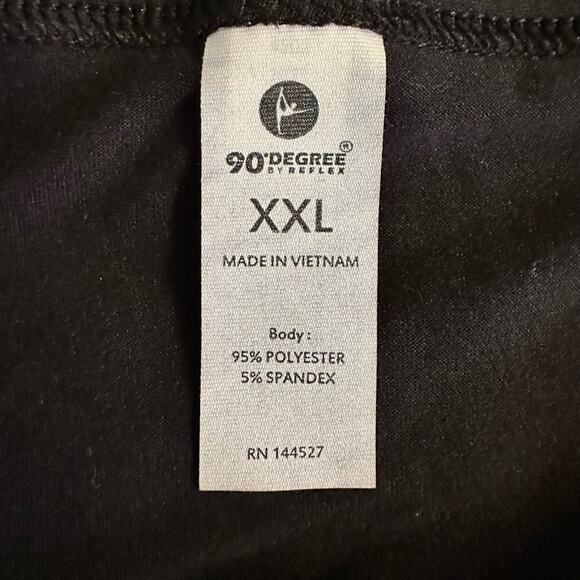 90°DEGREE®
BY REFLEX
XXL
MADE IN VIETNAM
Body :
95% POLYESTER
5% SPANDEX
RN 144527